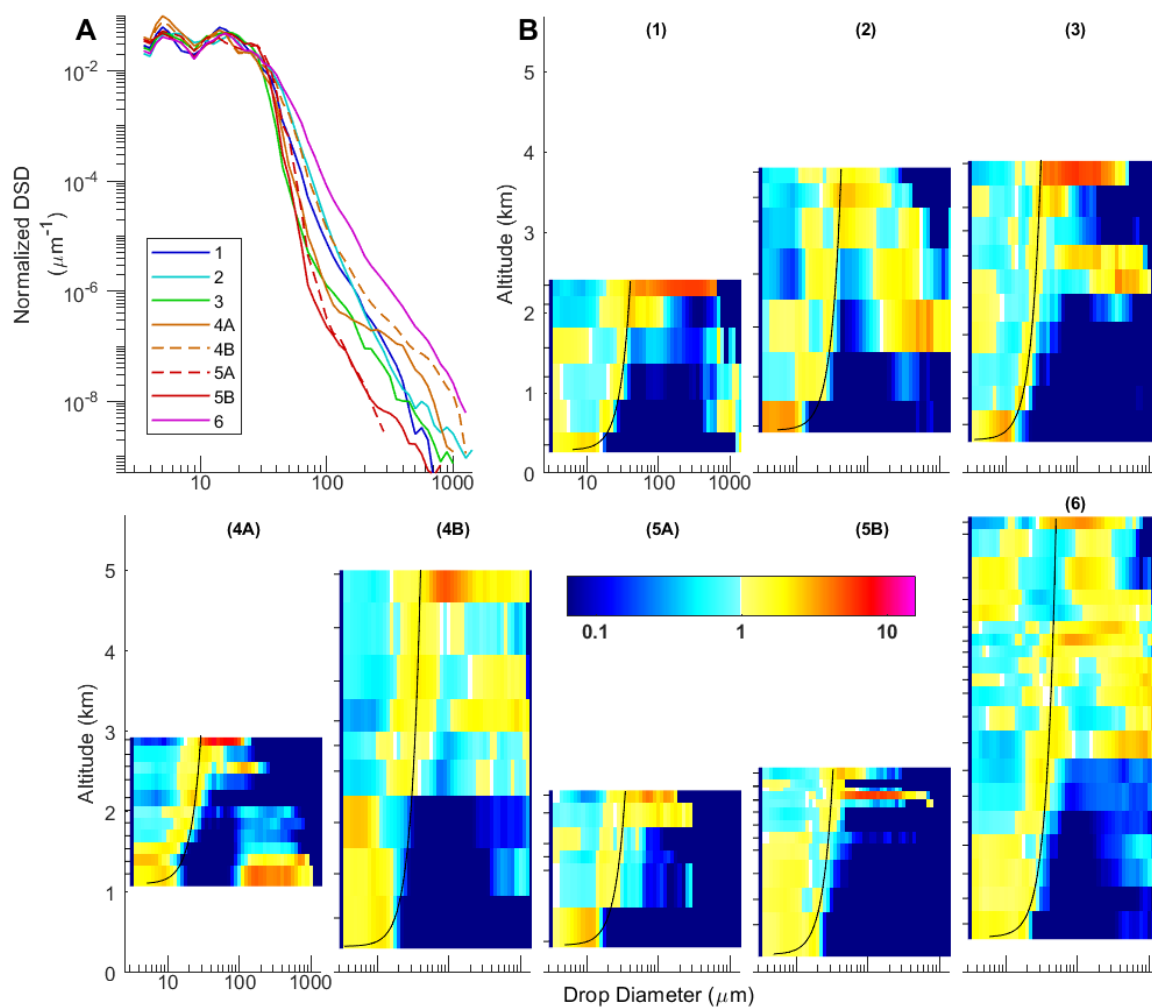 A
B
(1)
(2)
(3)
Normalized DSD
(μm⁻¹)
10⁻²
10⁻⁴
10⁻⁶
10⁻⁸
1
2
3
4A
4B
5A
5B
6
10
100
1000
Altitude (km)
5
4
3
2
1
0
10
100
1000
(4A)
(4B)
(5A)
(5B)
(6)
0.1
1
10
Altitude (km)
5
4
3
2
1
0
10
100
1000
Drop Diameter (μm)